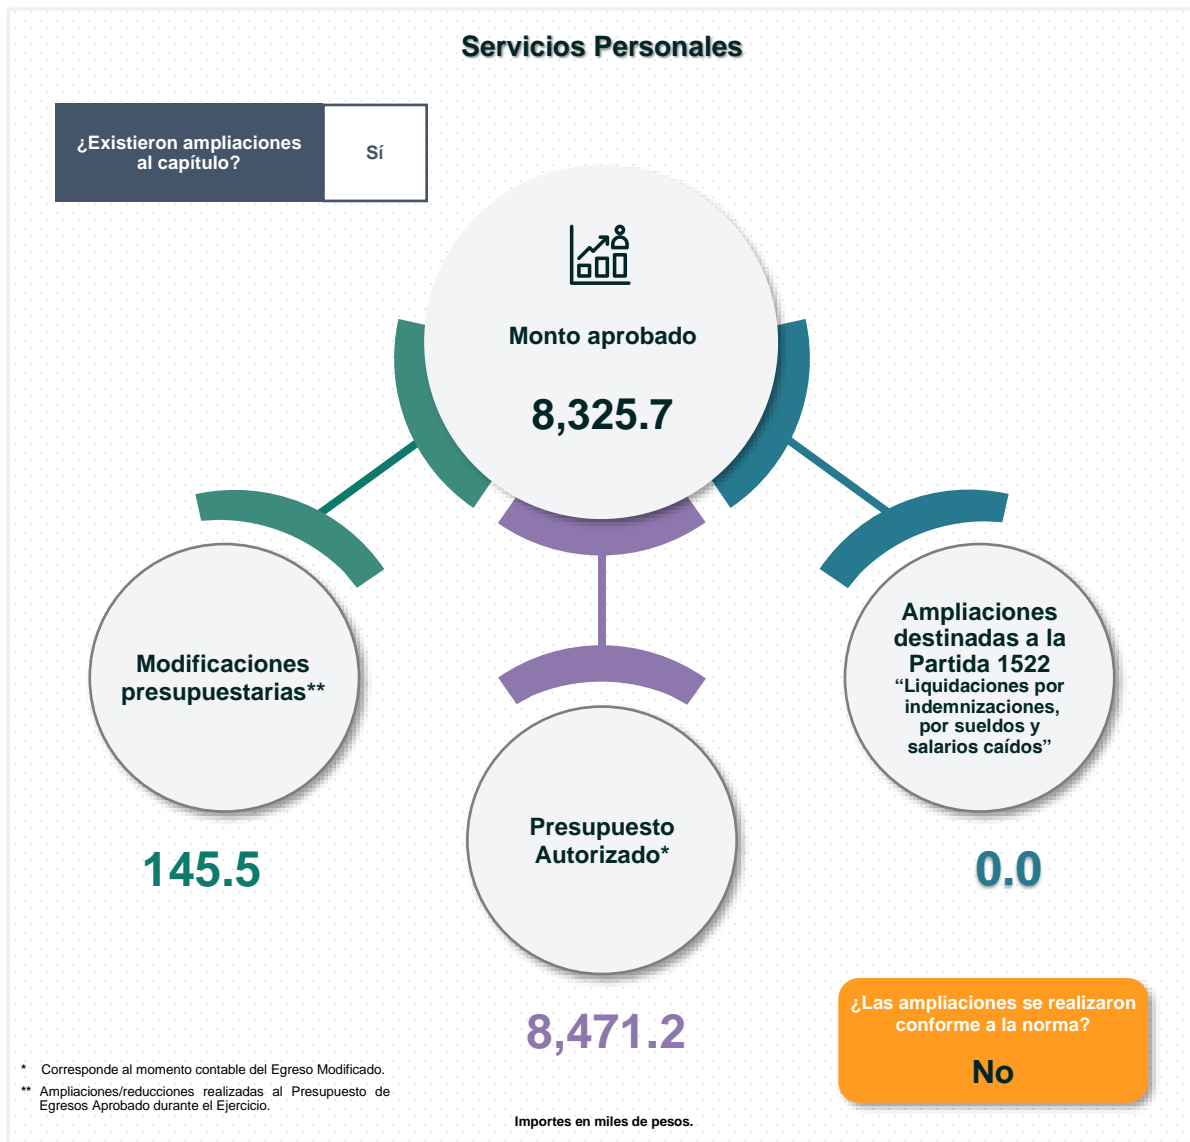 Servicios Personales
¿Existieron ampliaciones
al capítulo?
Sí
Monto aprobado
8,325.7
Modificaciones
presupuestarias**
145.5
Presupuesto
Autorizado*
8,471.2
Ampliaciones
destinadas a la
Partida 1522
“Liquidaciones por
indemnizaciones,
por sueldos y
salarios caídos”
0.0
¿Las ampliaciones se realizaron
conforme a la norma?
No
* Corresponde al momento contable del Egreso Modificado.
** Ampliaciones/reducciones realizadas al Presupuesto de
Egresos Aprobado durante el Ejercicio.
Importes en miles de pesos.